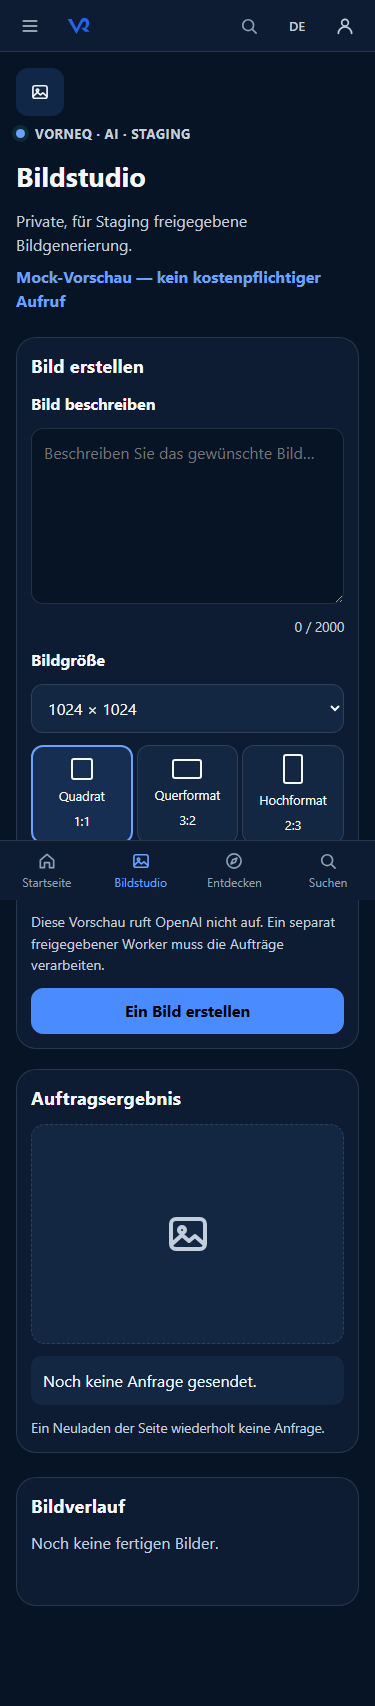 DE
VORNEQ · AI · STAGING
Bildstudio
Private, für Staging freigegebene
Bildgenerierung.
Mock-Vorschau — kein kostenpflichtiger
Aufruf
Bild erstellen
Bild beschreiben
Beschreiben Sie das gewünschte Bild...
0 / 2000
Bildgröße
1024 × 1024
Quadrat
1:1
Querformat
3:2
Hochformat
2:3
Startseite
Bildstudio
Entdecken
Suchen
Diese Vorschau ruft OpenAI nicht auf. Ein separat
freigegebener Worker muss die Aufträge
verarbeiten.
Ein Bild erstellen
Auftragsergebnis
Noch keine Anfrage gesendet.
Ein Neuladen der Seite wiederholt keine Anfrage.
Bildverlauf
Noch keine fertigen Bilder.